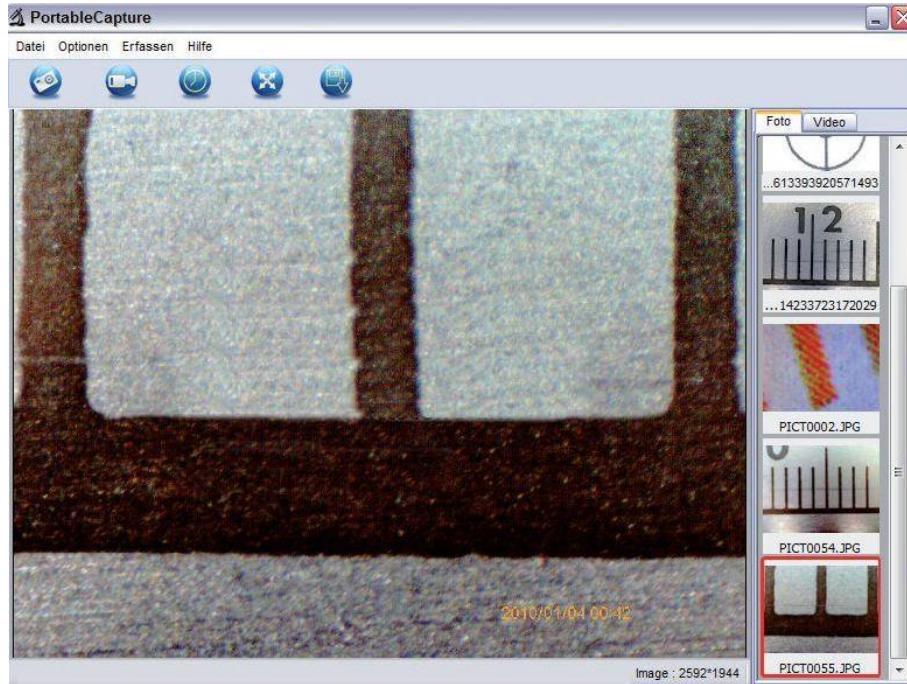 PortableCapture
Datei Optionen Erfassen Hilfe
Foto Video
...613393920571493
1 2
...14233723172029
PICT0002.JPG
0
PICT0054.JPG
PICT0055.JPG
2010/01/04 00:42
Image : 2592*1944